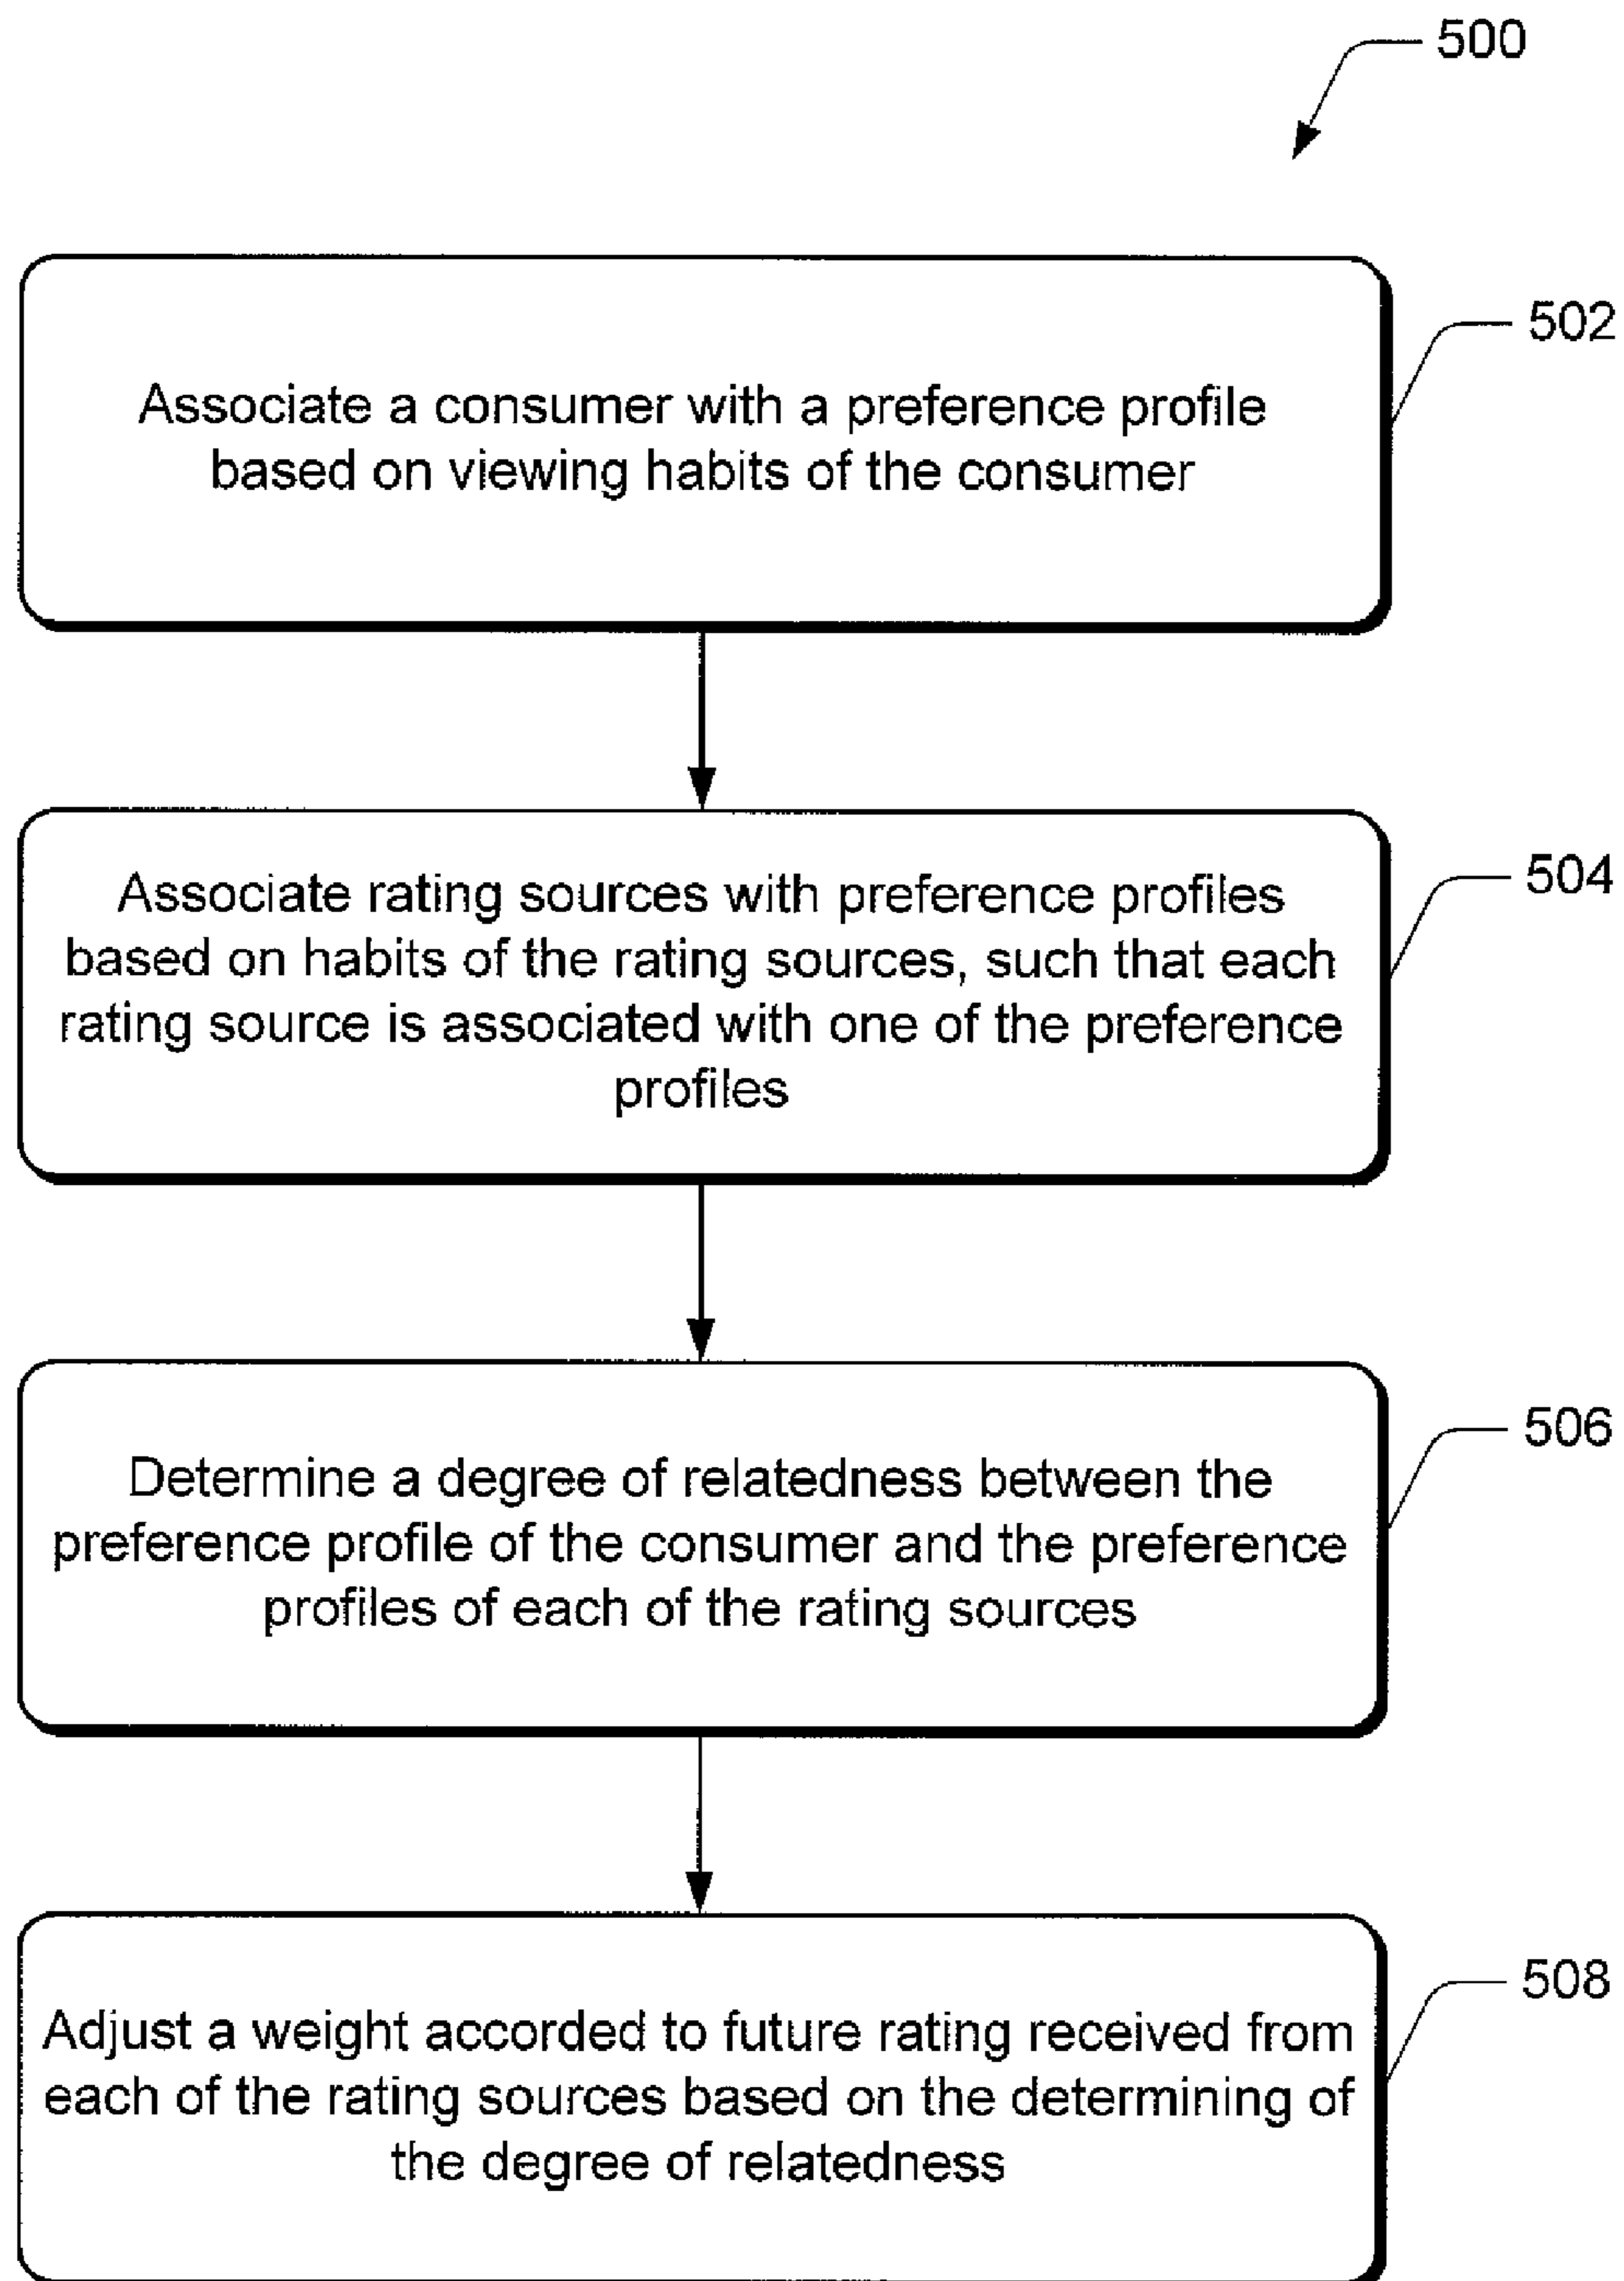 500
Associate a consumer with a preference profile
based on viewing habits of the consumer
502
Associate rating sources with preference profiles
based on habits of the rating sources, such that each
rating source is associated with one of the preference
profiles
504
Determine a degree of relatedness between the
preference profile of the consumer and the preference
profiles of each of the rating sources
506
Adjust a weight accorded to future rating received from
each of the rating sources based on the determining of
the degree of relatedness
508